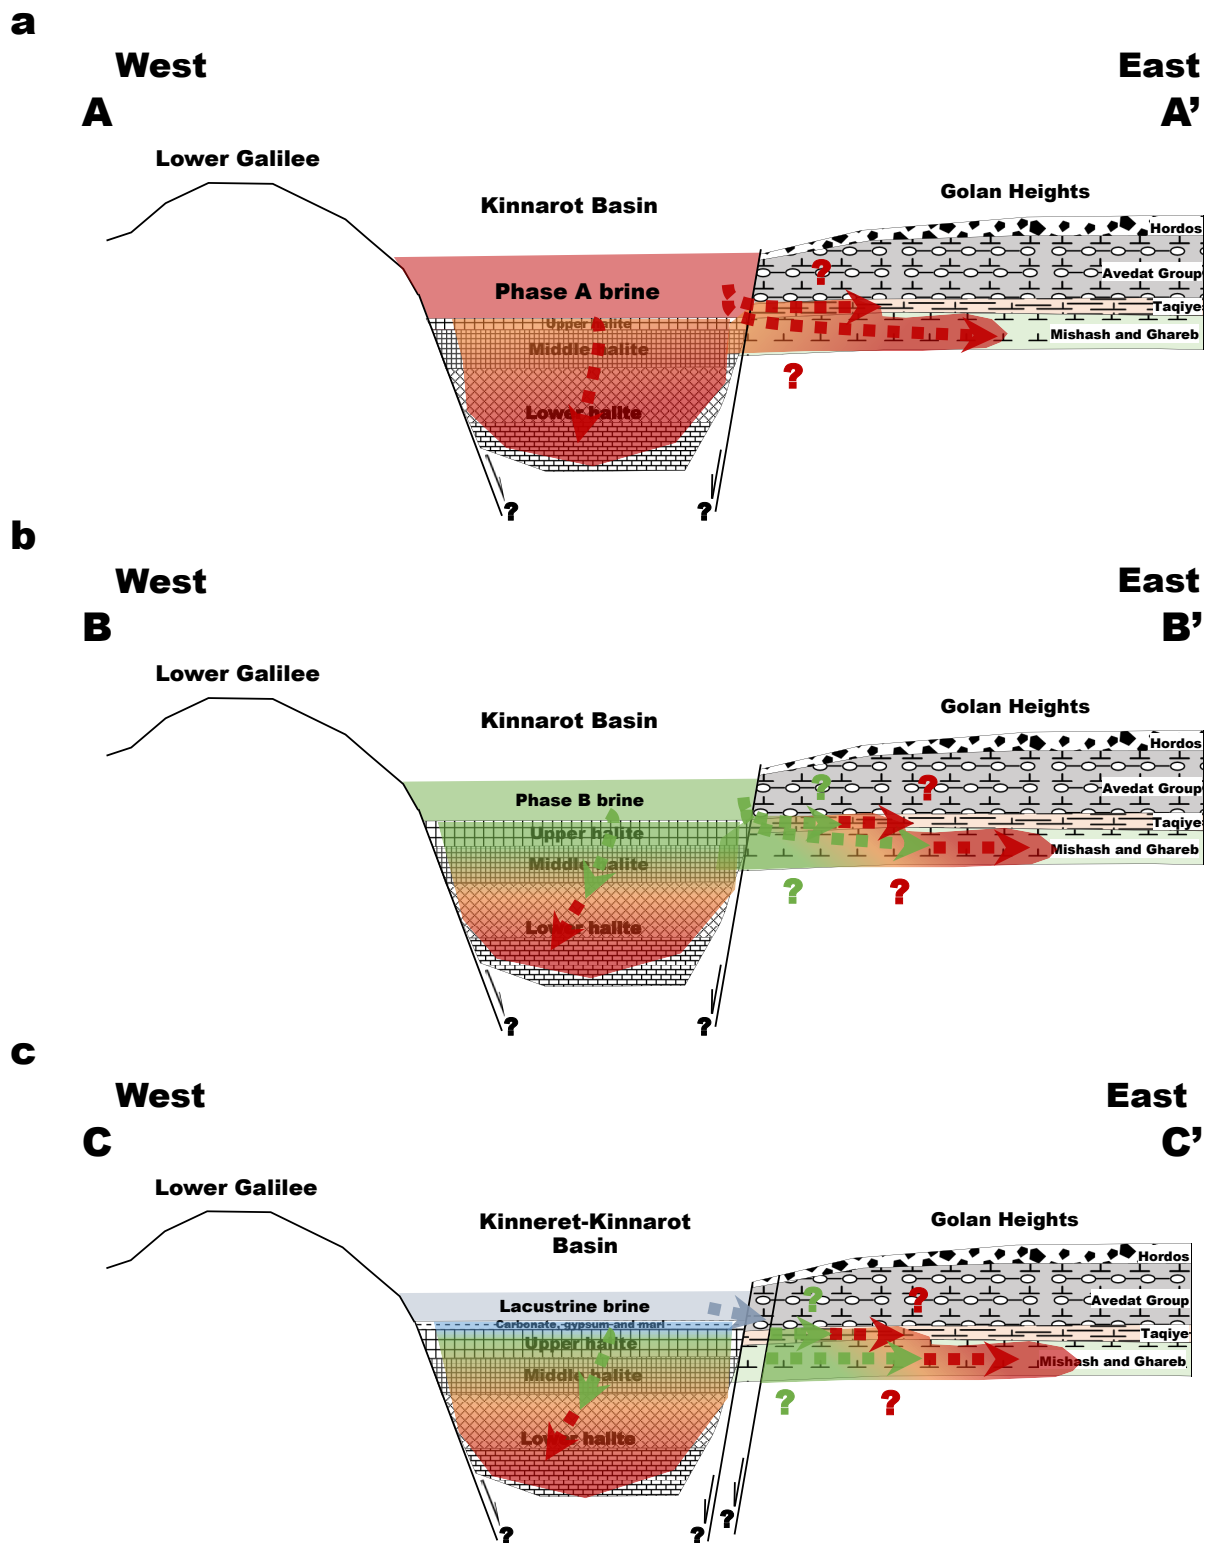 a
West East
A A’
Lower Galilee
Kinnarot Basin
Golan Heights
Hordos
Avedat Group
Taqiye
Mishash and Ghareb
?
Phase A brine
Upper halite
Middle halite
Lower halite
?
? ?
b
West East
B B’
Lower Galilee
Kinnarot Basin
Golan Heights
Hordos
Avedat Group
Taqiye
Mishash and Ghareb
? ?
Phase B brine
Upper halite
Middle halite
Lower halite
? ?
? ?
c
West East
C C’
Lower Galilee
Kinneret-Kinnarot
Basin
Golan Heights
Hordos
Avedat Group
Taqiye
Mishash and Ghareb
? ?
Lacustrine brine
Carbonate, gypsum and marl
Upper halite
Middle halite
Lower halite
? ?
? ? ?